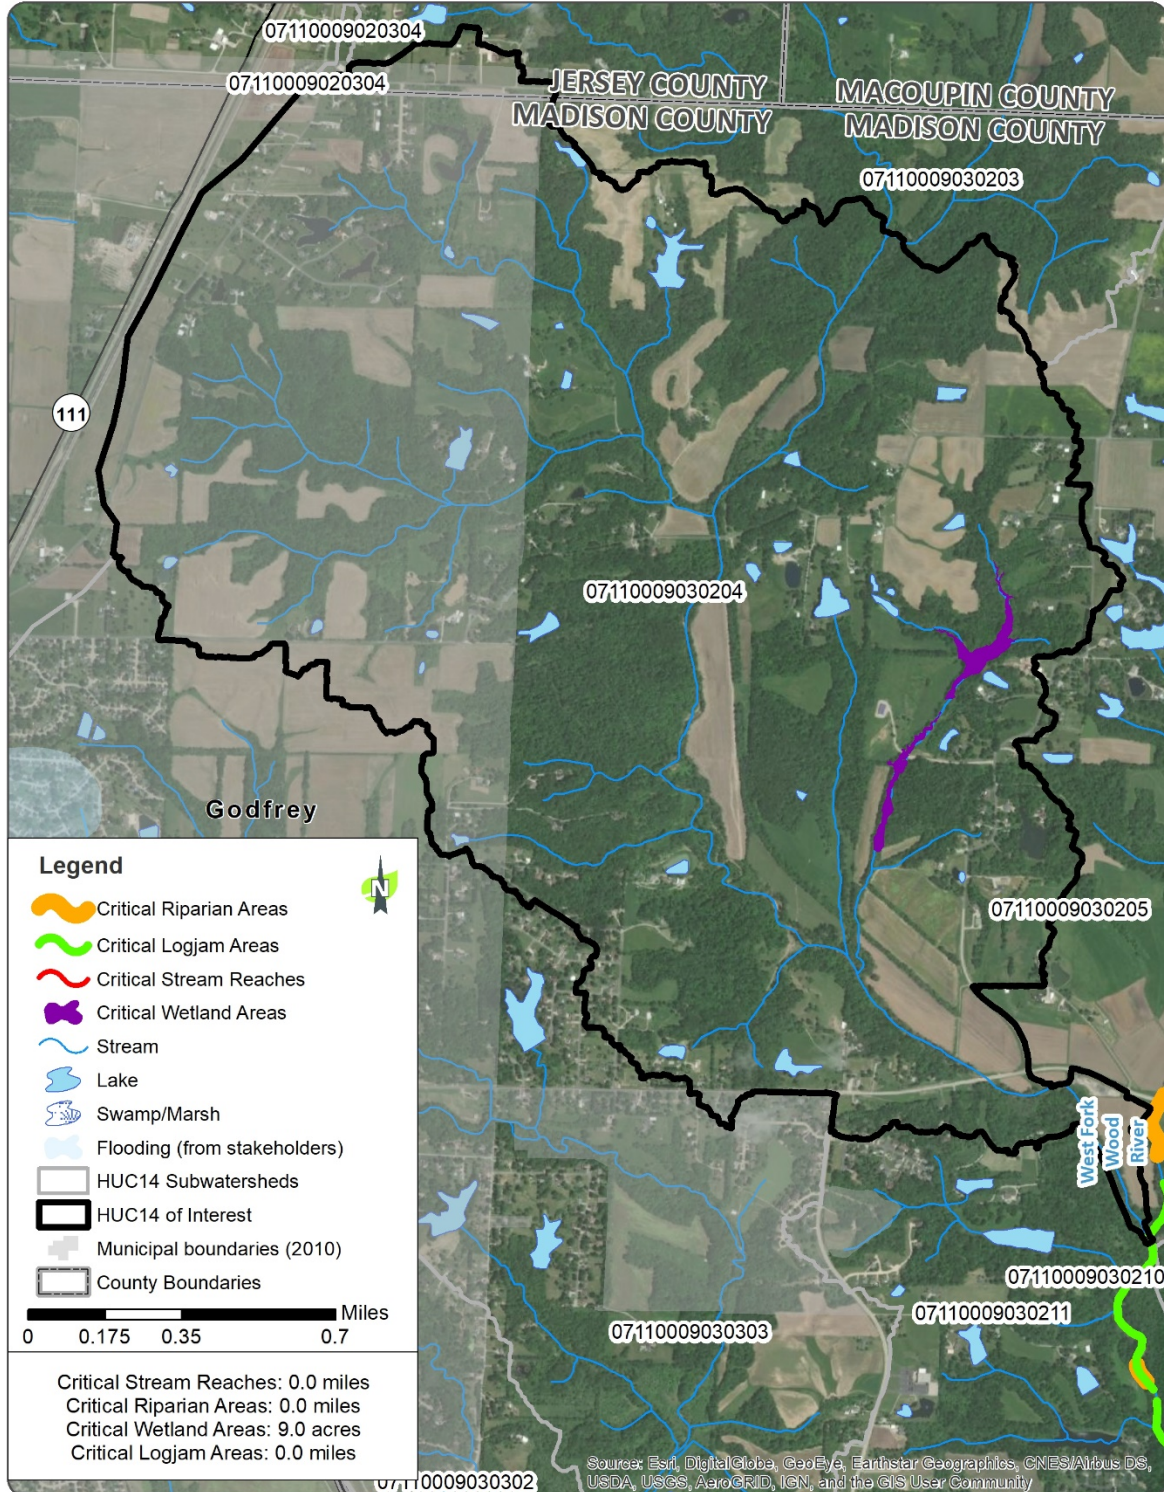 07110009020304
07110009020304
JERSEY COUNTY
MADISON COUNTY
MACOUPIN COUNTY
MADISON COUNTY
07110009030203
111
07110009030204
Godfrey
07110009030205
West Fork
Wood
River
07110009030210
07110009030211
07110009030303
07110009030302
Legend
N
Critical Riparian Areas
Critical Logjam Areas
Critical Stream Reaches
Critical Wetland Areas
Stream
Lake
Swamp/Marsh
Flooding (from stakeholders)
HUC14 Subwatersheds
HUC14 of Interest
Municipal boundaries (2010)
County Boundaries
Miles
0 0.175 0.35 0.7
Critical Stream Reaches: 0.0 miles
Critical Riparian Areas: 0.0 miles
Critical Wetland Areas: 9.0 acres
Critical Logjam Areas: 0.0 miles
Source: Esri, DigitalGlobe, GeoEye, Earthstar Geographics, CNES/Airbus DS,
USDA, USGS, AeroGRID, IGN, and the GIS User Community